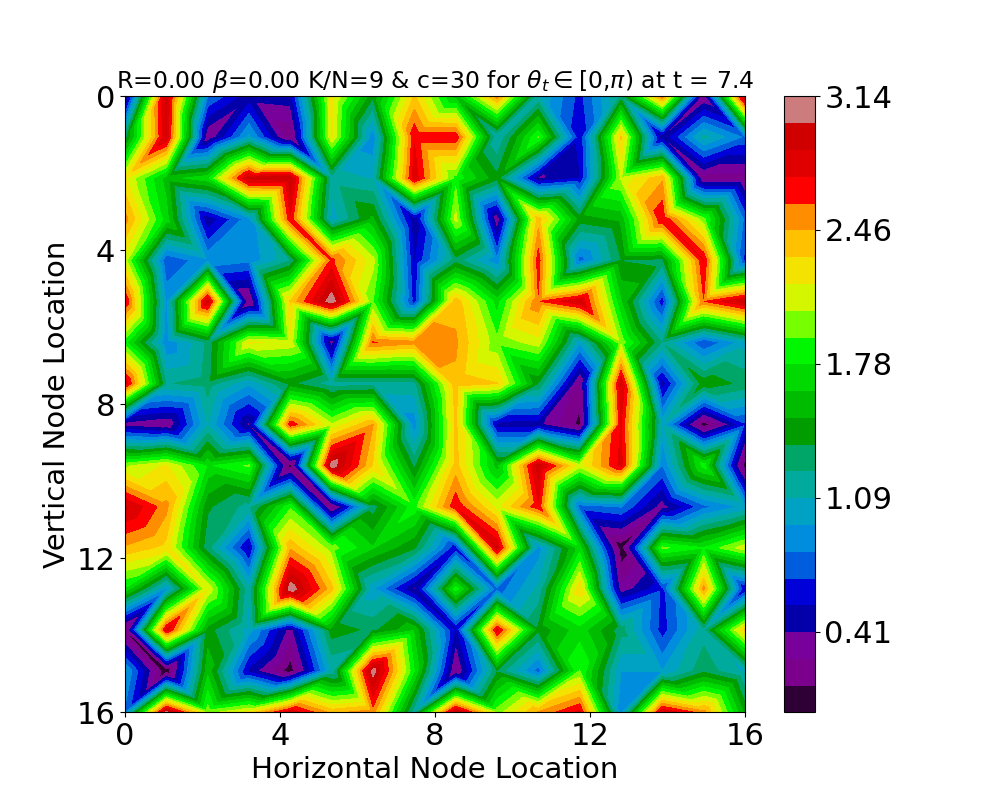 R=0.00 β=0.00 K/N=9 & c=30 for θₜ∈[0,π) at t = 7.4
0
4
8
12
16
Vertical Node Location
0 4 8 12 16
Horizontal Node Location
3.14
2.46
1.78
1.09
0.41